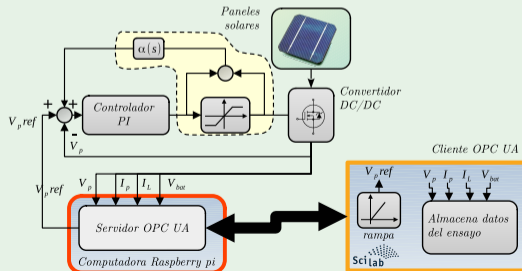 Paneles
solares
α(s)
Controlador
PI
Convertidor
DC/DC
+
+
−
V_p ref
V_p
V_p ref
V_p I_p I_L V_bat
Servidor OPC UA
Computadora Raspberry pi
Cliente OPC UA
V_p ref
V_p I_p I_L V_bat
rampa
Almacena datos
del ensayo
Scilab